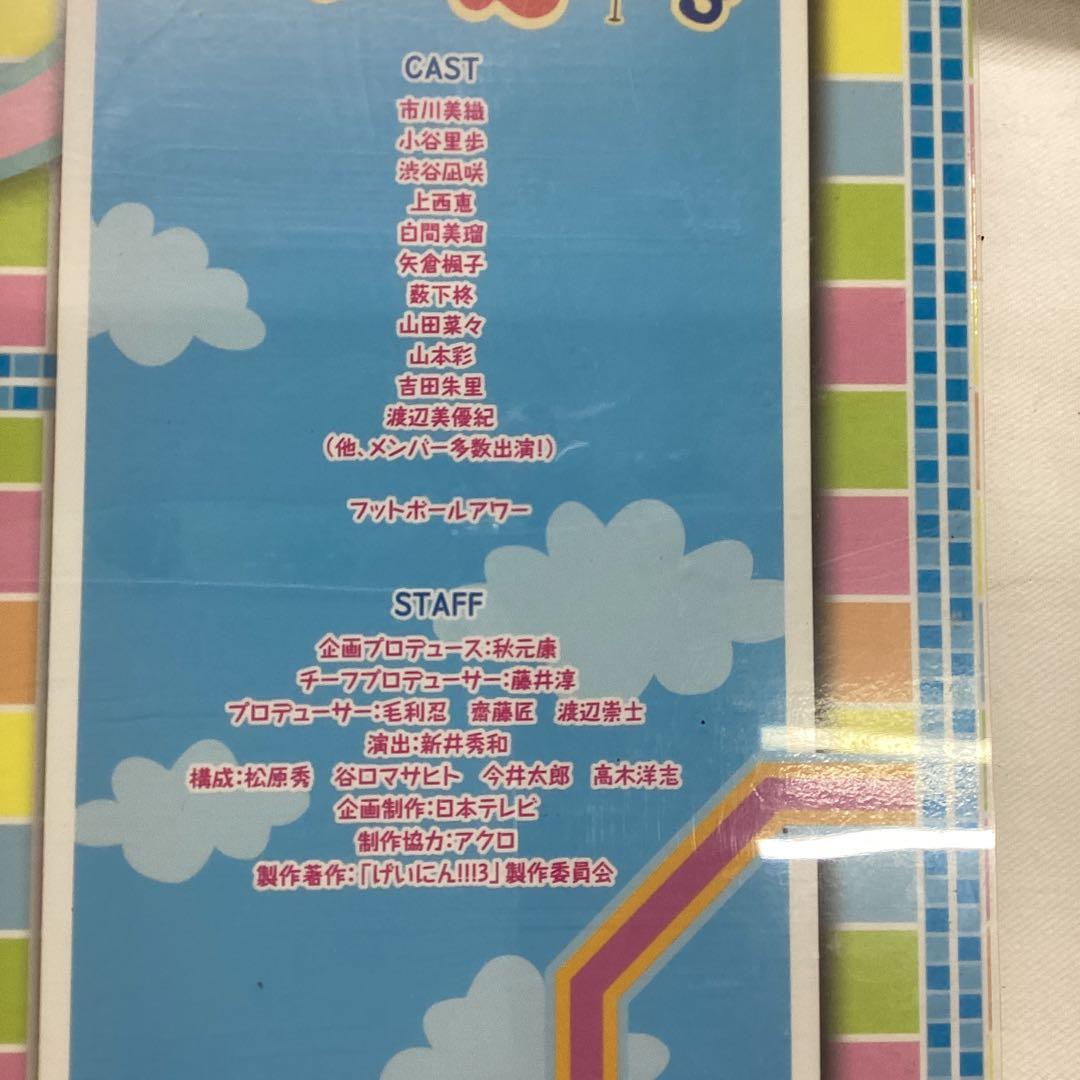 CAST
市川美織
小谷里歩
渋谷凪咲
上西恵
白間美瑠
矢倉楓子
薮下柊
山田菜々
山本彩
吉田朱里
渡辺美優紀
(他、メンバー多数出演!)
フットボールアワー
STAFF
企画プロデュース:秋元康
チーフプロデューサー:藤井淳
プロデューサー:毛利忍 齋藤匠 渡辺崇士
演出:新井秀和
構成:松原秀 谷口マサヒト 今井太郎 高木洋志
企画制作:日本テレビ
制作協力:アクロ
製作著作:「げいにん!!!3」製作委員会